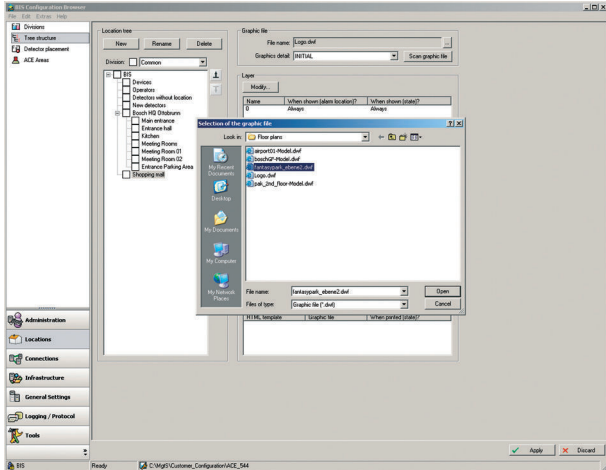 BIS Configuration Browser
File Edit Extras Help
Divisions
Tree structure
Detector placement
ACE Areas
Location tree
New
Rename
Delete
Division:
Common
BIS
Devices
Operators
Detectors without location
New detectors
Bosch HQ Ottobrunn
Main entrance
Entrance hall
Kitchen
Meeting Rooms
Meeting Room 01
Meeting Room 02
Entrance Parking Area
Shopping mall
Graphic file
File name:
Logo.dwf
...
Graphics detail:
INITIAL
Scan graphic file
Layer
Modify...
Name
When shown (alarm location)?
When shown (state)?
0
Always
Always
Selection of the graphic file
Look in:
Floor plans
My Recent
Documents
Desktop
My Documents
My Computer
My Network
Places
airport01-Model.dwf
boschGF-Model.dwf
fantasypark_ebene2.dwf
Logo.dwf
pak_2nd_floor-Model.dwf
File name:
fantasypark_ebene2.dwf
Open
Files of type:
Graphic file (*.dwf)
Cancel
HTML template
Graphic file
When printed (state)?
Administration
Locations
Connections
Infrastructure
General Settings
Logging / Protocol
Tools
Apply
Discard
BIS
Ready
C:\MgtS\Customer_Configuration\ACE_544